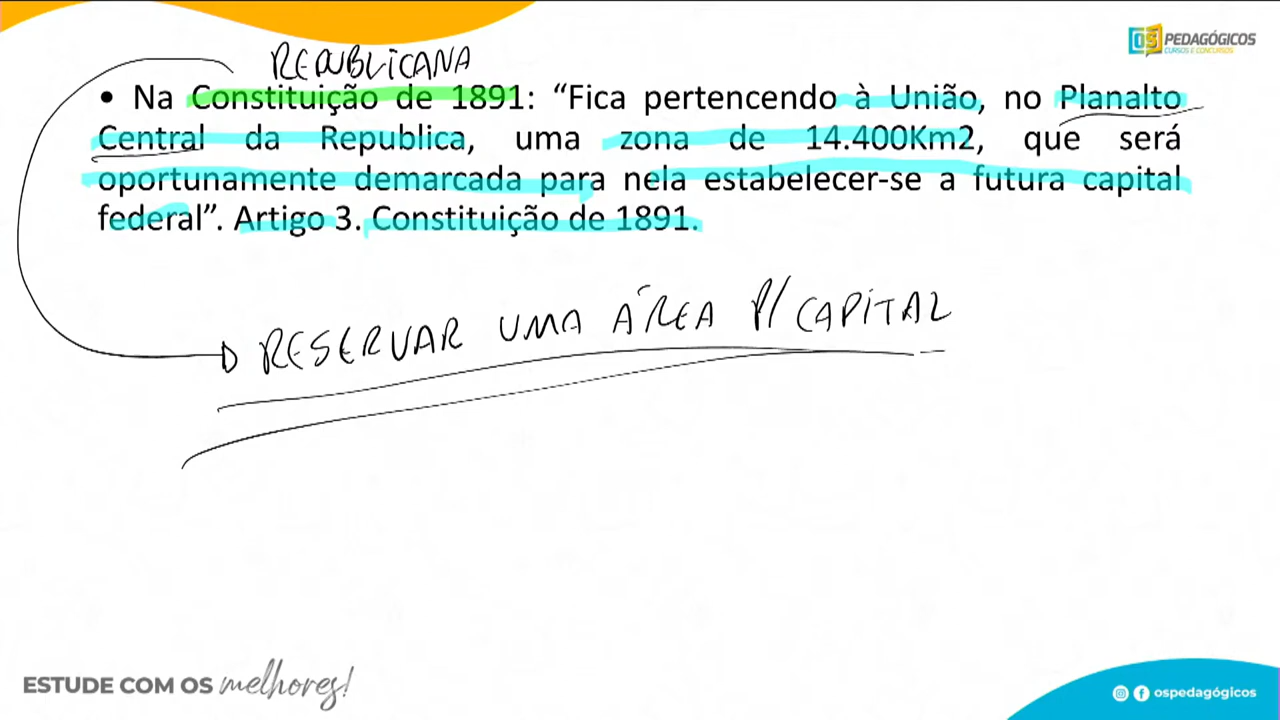 OS PEDAGÓGICOS
CURSOS E CONCURSOS
REPUBLICANA
• Na Constituição de 1891: “Fica pertencendo à União, no Planalto
Central da Republica, uma zona de 14.400Km2, que será
oportunamente demarcada para nela estabelecer-se a futura capital
federal”. Artigo 3. Constituição de 1891.
RESERVAR UMA ÁREA P/ CAPITAL
ESTUDE COM OS melhores!
ospedagógicos